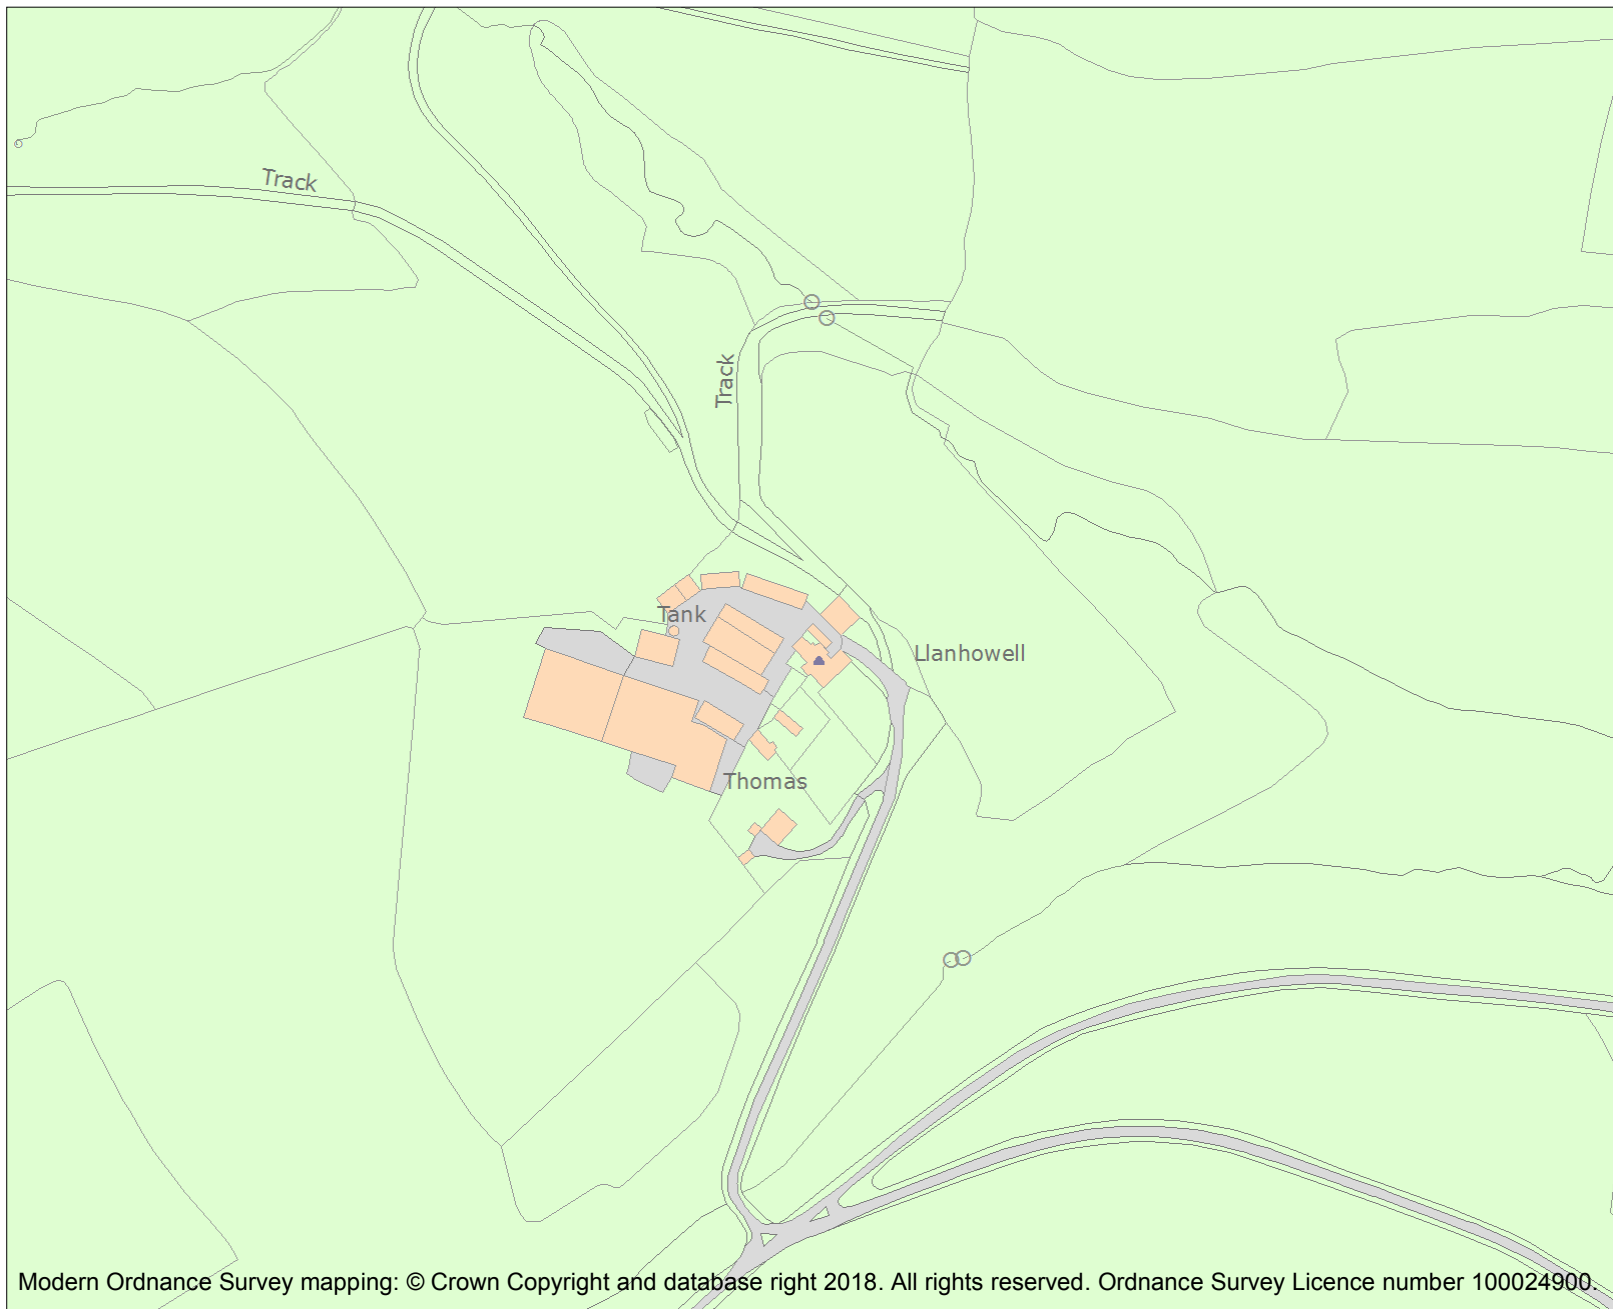 Track
Track
Tank
Llanhowell
Thomas
Modern Ordnance Survey mapping: © Crown Copyright and database right 2018. All rights reserved. Ordnance Survey Licence number 100024900.